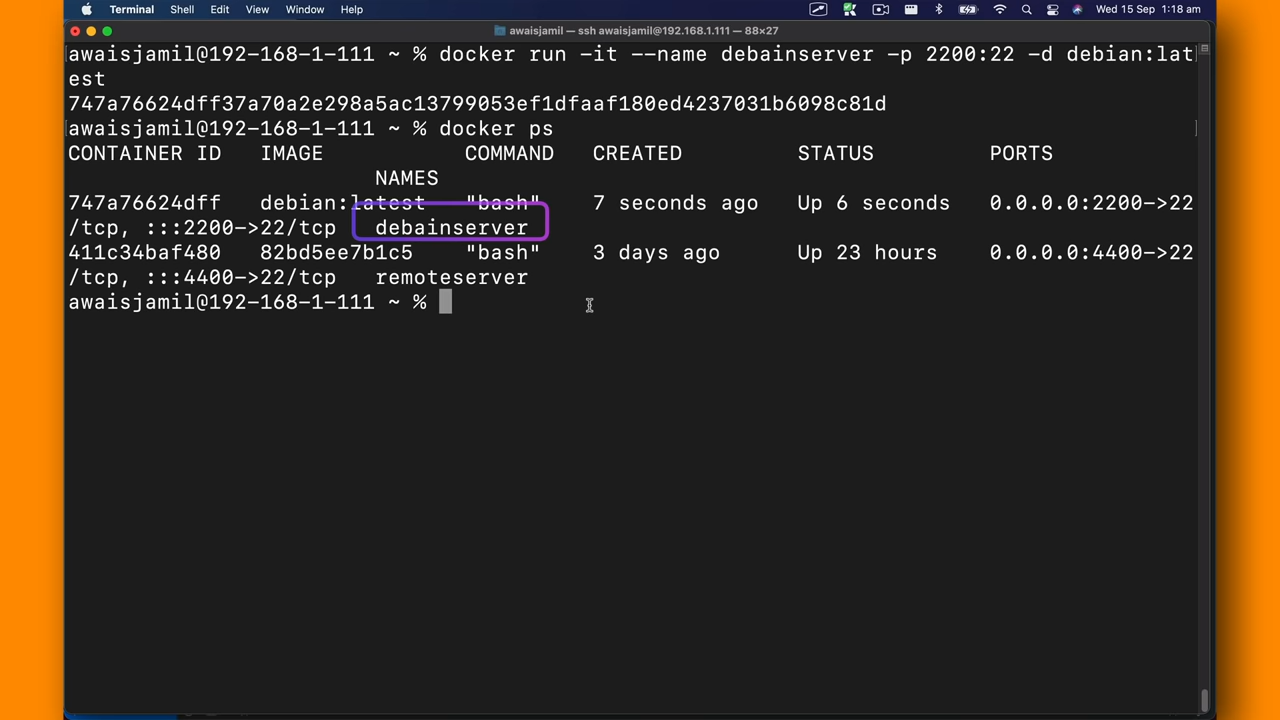 Terminal Shell Edit View Window Help Wed 15 Sep 1:18 am
awaisjamil — ssh awaisjamil@192.168.1.111 — 88×27
awaisjamil@192-168-1-111 ~ % docker run -it --name debainserver -p 2200:22 -d debian:lat
est
747a76624dff37a70a2e298a5ac13799053ef1dfaaf180ed4237031b6098c81d
awaisjamil@192-168-1-111 ~ % docker ps
CONTAINER ID IMAGE COMMAND CREATED STATUS PORTS
NAMES
747a76624dff debian:latest "bash" 7 seconds ago Up 6 seconds 0.0.0.0:2200->22
/tcp, :::2200->22/tcp debainserver
411c34baf480 82bd5ee7b1c5 "bash" 3 days ago Up 23 hours 0.0.0.0:4400->22
/tcp, :::4400->22/tcp remoteserver
awaisjamil@192-168-1-111 ~ %